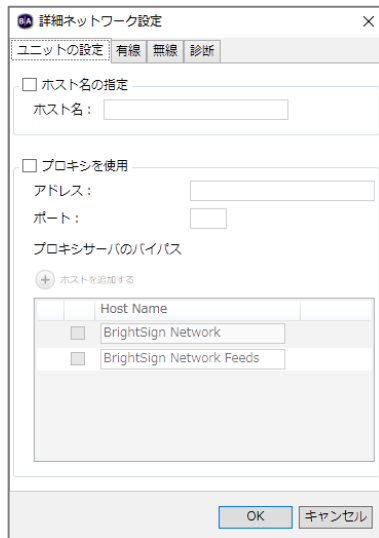 BA 詳細ネットワーク設定
ユニットの設定 有線 無線 診断
ホスト名の指定
ホスト名：
プロキシを使用
アドレス：
ポート：
プロキシサーバのバイパス
ホストを追加する
Host Name
BrightSign Network
BrightSign Network Feeds
OK キャンセル